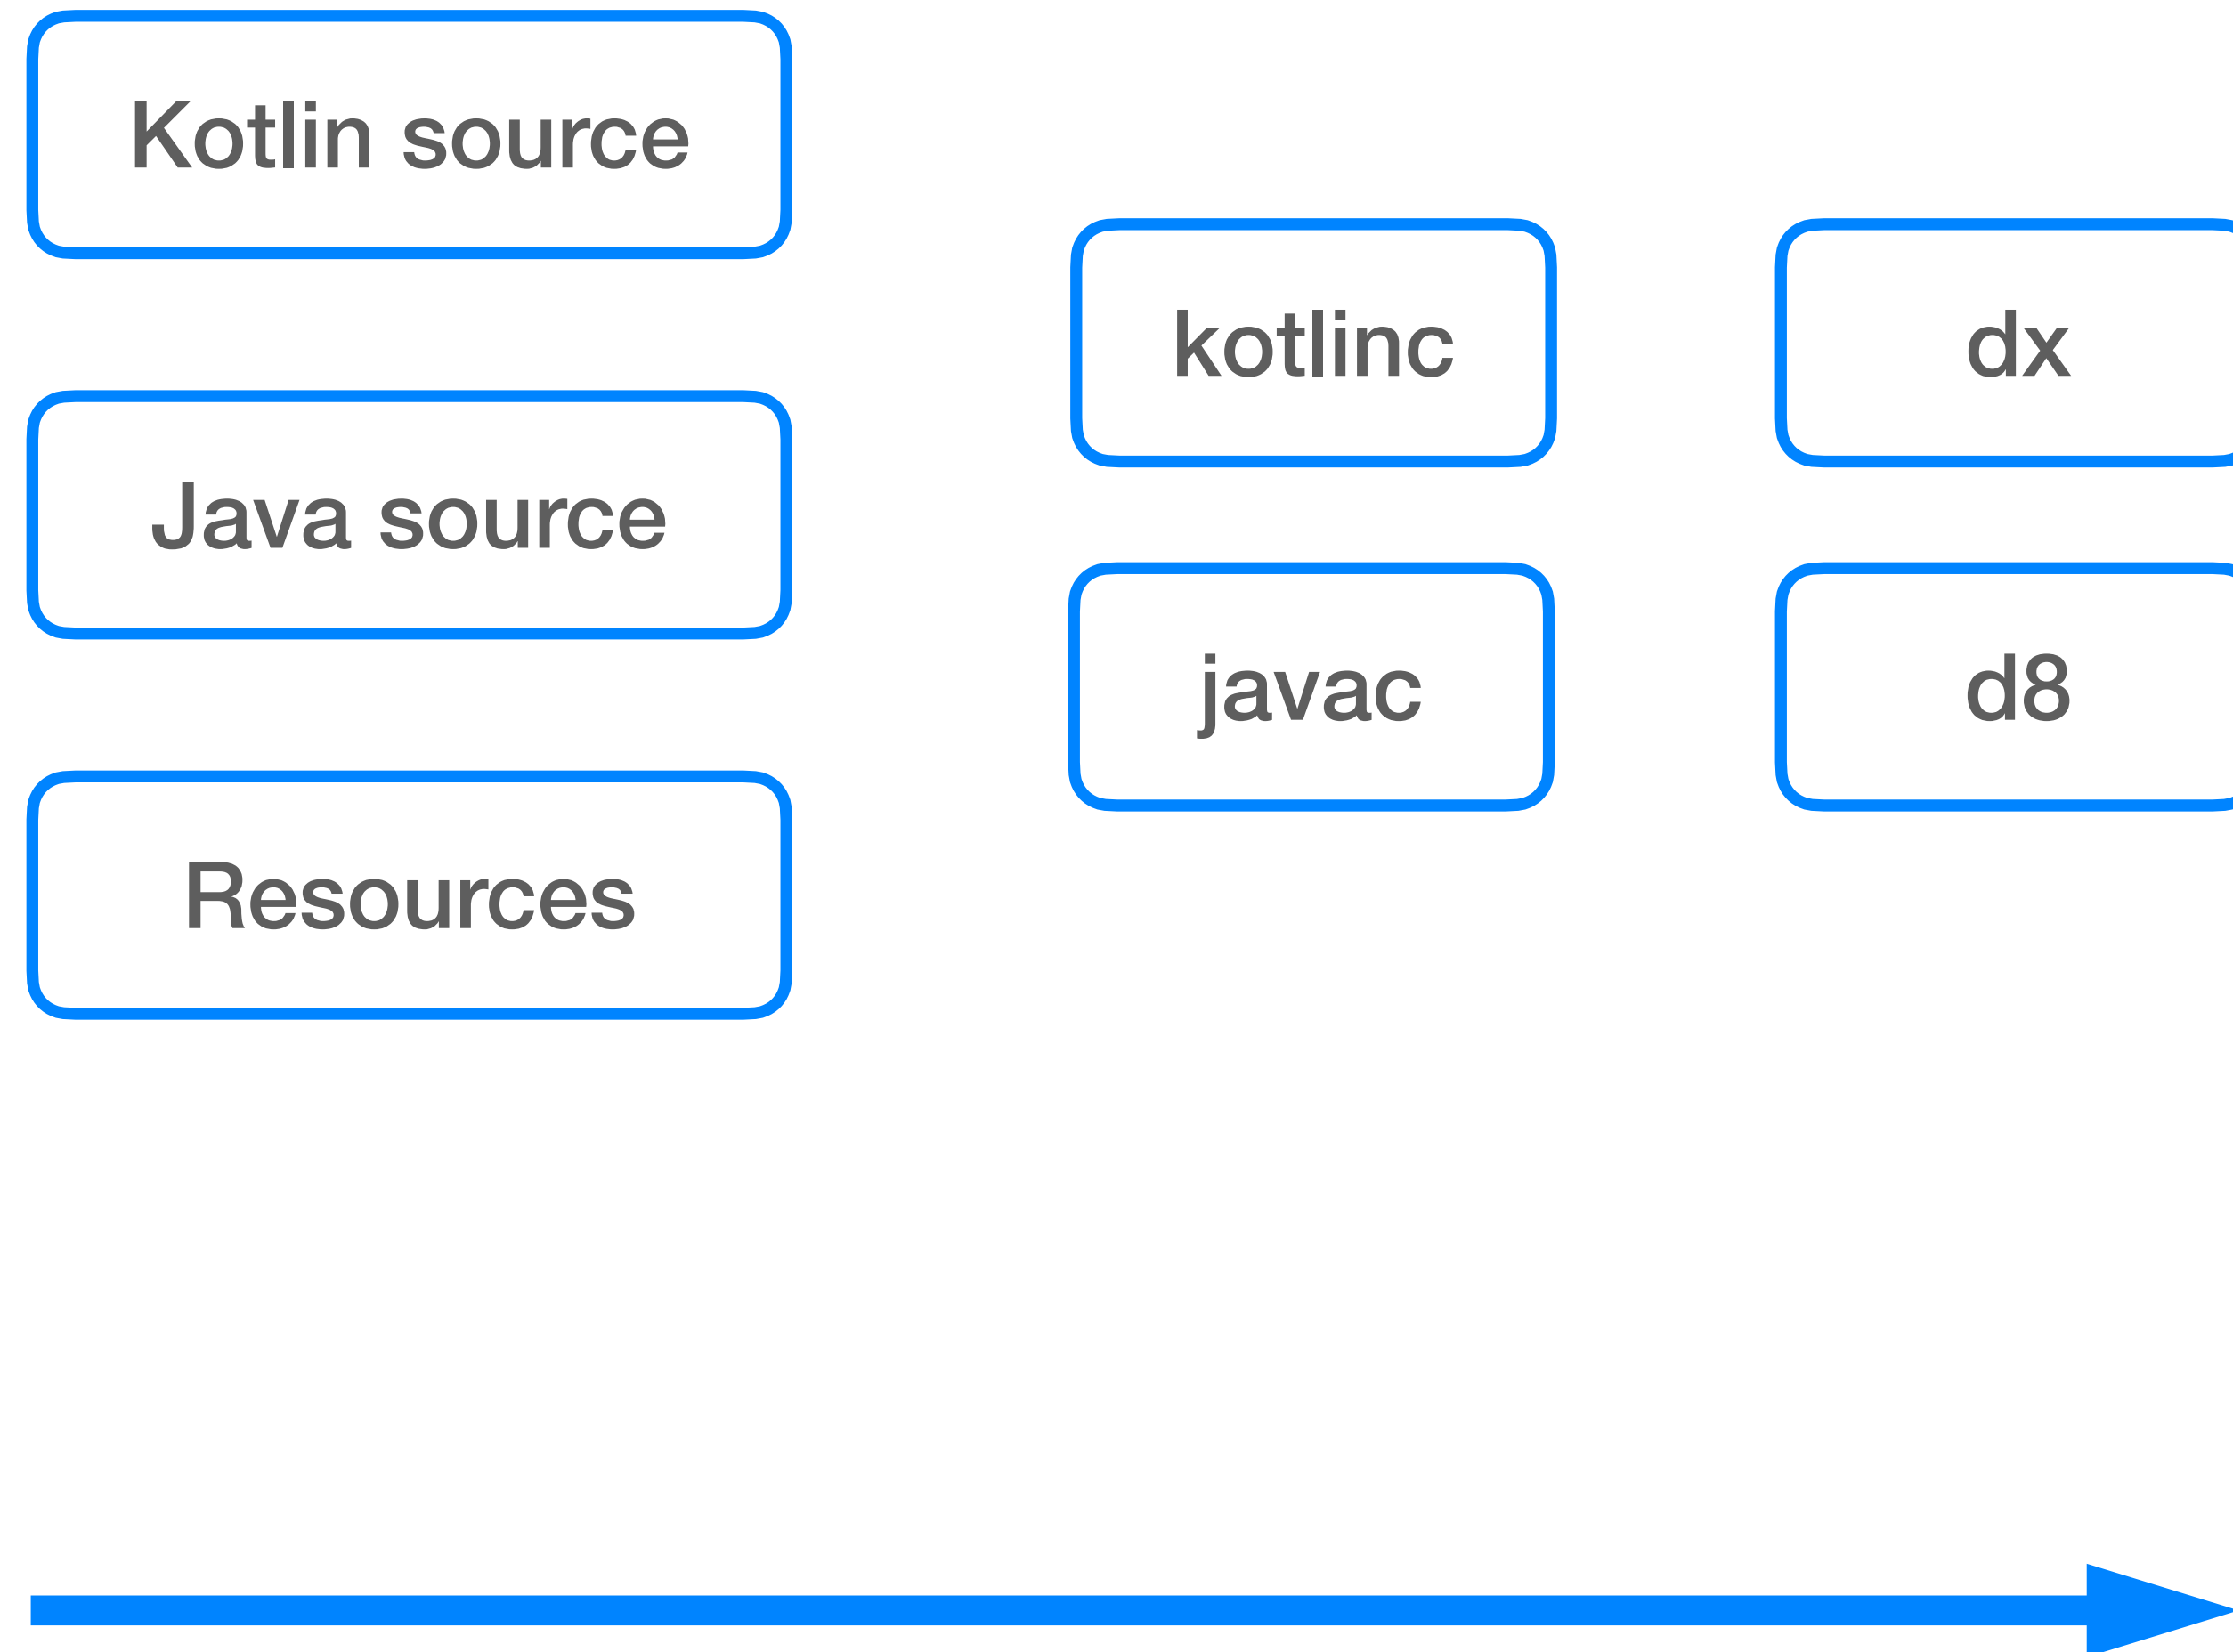 Kotlin source
Java source
Resources
kotlinc
javac
dx
d8